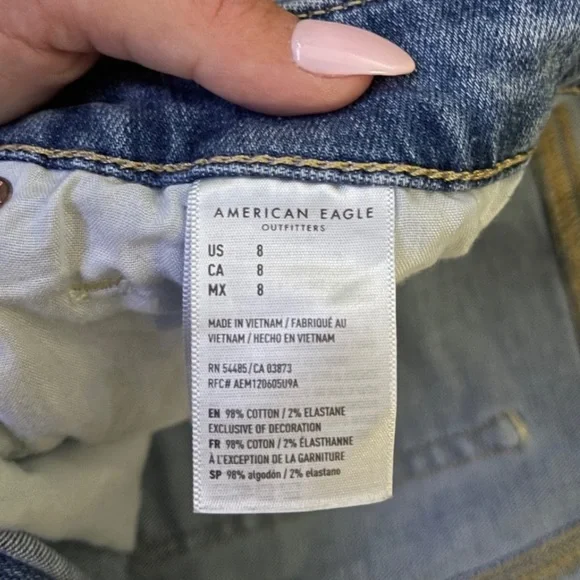 AMERICAN EAGLE
OUTFITTERS
US 8
CA 8
MX 8
MADE IN VIETNAM / FABRIQUÉ AU
VIETNAM / HECHO EN VIETNAM
RN 54485/CA 03873
RFC# AEM120605U9A
EN 98% COTTON / 2% ELASTANE
EXCLUSIVE OF DECORATION
FR 98% COTON / 2% ÉLASTHANNE
À L'EXCEPTION DE LA GARNITURE
SP 98% algodón / 2% elastano